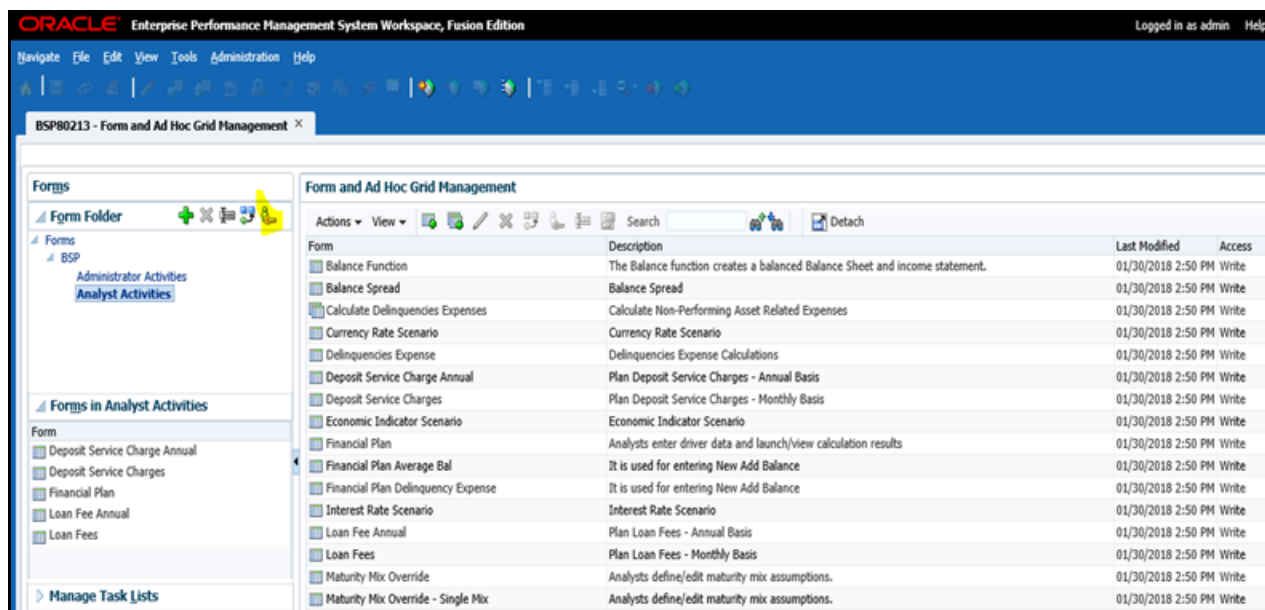 ORACLE Enterprise Performance Management System Workspace, Fusion Edition Logged in as admin Help
Navigate File Edit View Tools Administration Help
BSP80213 - Form and Ad Hoc Grid Management
Forms
Form Folder
Forms
BSP
Administrator Activities
Analyst Activities
Forms in Analyst Activities
Form
Deposit Service Charge Annual
Deposit Service Charges
Financial Plan
Loan Fee Annual
Loan Fees
Manage Task Lists
Form and Ad Hoc Grid Management
Actions View Search Detach
Form Description Last Modified Access
Balance Function The Balance function creates a balanced Balance Sheet and income statement. 01/30/2018 2:50 PM Write
Balance Spread Balance Spread 01/30/2018 2:50 PM Write
Calculate Delinquencies Expenses Calculate Non-Performing Asset Related Expenses 01/30/2018 2:50 PM Write
Currency Rate Scenario Currency Rate Scenario 01/30/2018 2:50 PM Write
Delinquencies Expense Delinquencies Expense Calculations 01/30/2018 2:50 PM Write
Deposit Service Charge Annual Plan Deposit Service Charges - Annual Basis 01/30/2018 2:50 PM Write
Deposit Service Charges Plan Deposit Service Charges - Monthly Basis 01/30/2018 2:50 PM Write
Economic Indicator Scenario Economic Indicator Scenario 01/30/2018 2:50 PM Write
Financial Plan Analysts enter driver data and launch/view calculation results 01/30/2018 2:50 PM Write
Financial Plan Average Bal It is used for entering New Add Balance 01/30/2018 2:50 PM Write
Financial Plan Delinquency Expense It is used for entering New Add Balance 01/30/2018 2:50 PM Write
Interest Rate Scenario Interest Rate Scenario 01/30/2018 2:50 PM Write
Loan Fee Annual Plan Loan Fees - Annual Basis 01/30/2018 2:50 PM Write
Loan Fees Plan Loan Fees - Monthly Basis 01/30/2018 2:50 PM Write
Maturity Mix Override Analysts define/edit maturity mix assumptions. 01/30/2018 2:50 PM Write
Maturity Mix Override - Single Mix Analysts define/edit maturity mix assumptions. 01/30/2018 2:50 PM Write